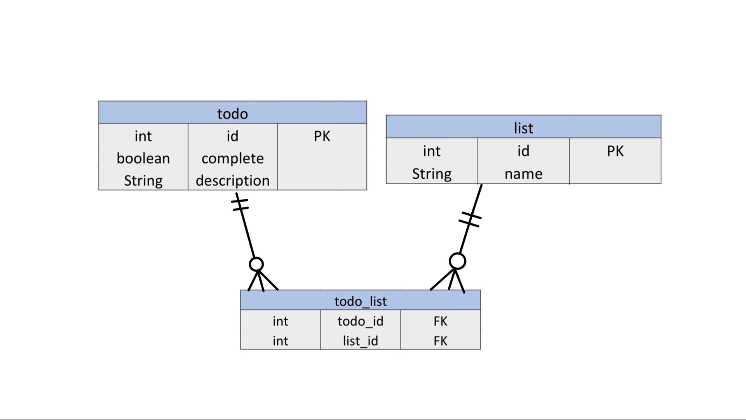 todo
int id PK
boolean complete
String description
list
int id PK
String name
todo_list
int todo_id FK
int list_id FK